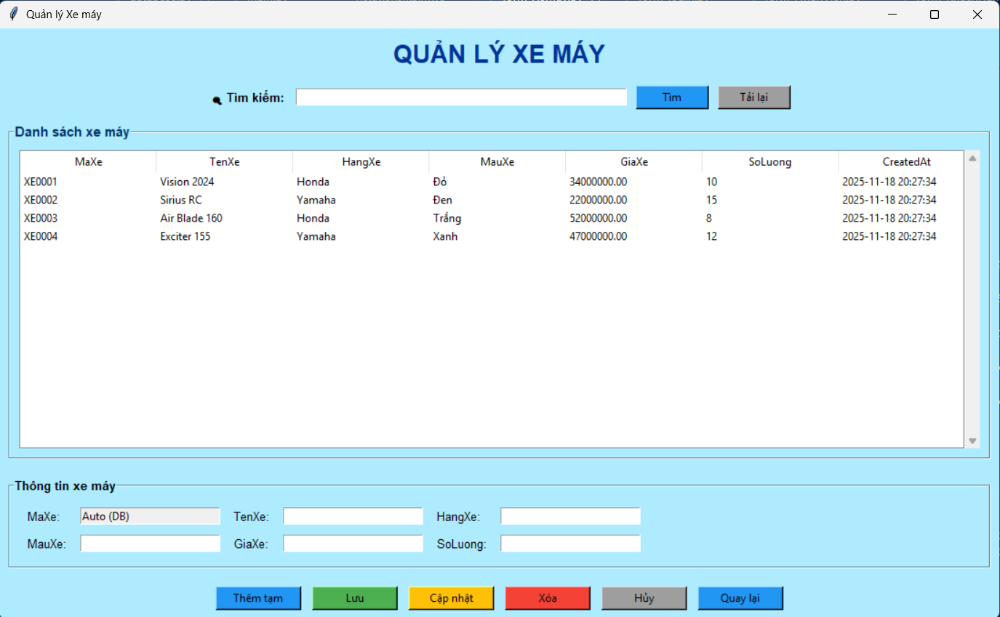 Quản lý Xe máy
QUẢN LÝ XE MÁY
Tìm kiếm: Tìm Tải lại
Danh sách xe máy
MaXe TenXe HangXe MauXe GiaXe SoLuong CreatedAt
XE0001 Vision 2024 Honda Đỏ 34000000.00 10 2025-11-18 20:27:34
XE0002 Sirius RC Yamaha Đen 22000000.00 15 2025-11-18 20:27:34
XE0003 Air Blade 160 Honda Trắng 52000000.00 8 2025-11-18 20:27:34
XE0004 Exciter 155 Yamaha Xanh 47000000.00 12 2025-11-18 20:27:34
Thông tin xe máy
MaXe: Auto (DB) TenXe: HangXe:
MauXe: GiaXe: SoLuong:
Thêm tạm Lưu Cập nhật Xóa Hủy Quay lại